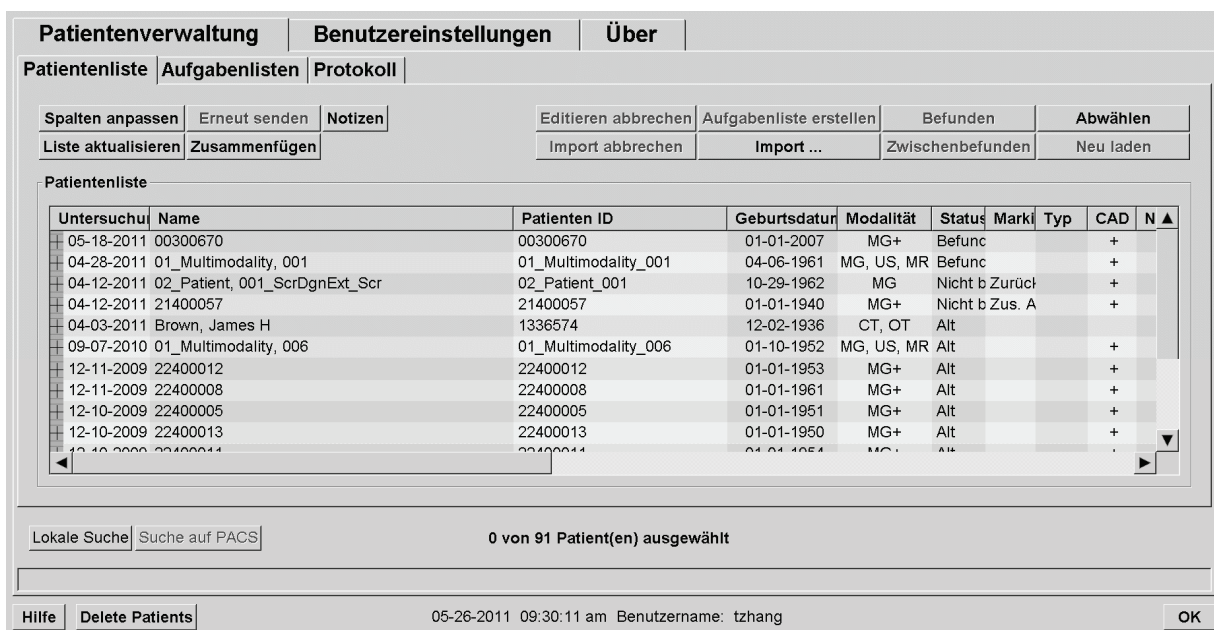 Patientenverwaltung Benutzereinstellungen Über
Patientenliste Aufgabenlisten Protokoll
Spalten anpassen Erneut senden Notizen Editieren abbrechen Aufgabenliste erstellen Befunden Abwählen
Liste aktualisieren Zusammenfügen Import abbrechen Import ... Zwischenbefunden Neu laden
Patientenliste
Untersuchu Name Patienten ID Geburtsdatum Modalität Status Marki Typ CAD N
05-18-2011 00300670 00300670 01-01-2007 MG+ Befunc +
04-28-2011 01_Multimodality, 001 01_Multimodality_001 04-06-1961 MG, US, MR Befunc +
04-12-2011 02_Patient, 001_ScrDgnExt_Scr 02_Patient_001 10-29-1962 MG Nicht b Zurück +
04-12-2011 21400057 21400057 01-01-1940 MG+ Nicht b Zus. A +
04-03-2011 Brown, James H 1336574 12-02-1936 CT, OT Alt
09-07-2010 01_Multimodality, 006 01_Multimodality_006 01-10-1952 MG, US, MR Alt +
12-11-2009 22400012 22400012 01-01-1953 MG+ Alt +
12-11-2009 22400008 22400008 01-01-1961 MG+ Alt +
12-10-2009 22400005 22400005 01-01-1951 MG+ Alt +
12-10-2009 22400013 22400013 01-01-1950 MG+ Alt +
Lokale Suche Suche auf PACS 0 von 91 Patient(en) ausgewählt
Hilfe Delete Patients 05-26-2011 09:30:11 am Benutzername: tzhang OK